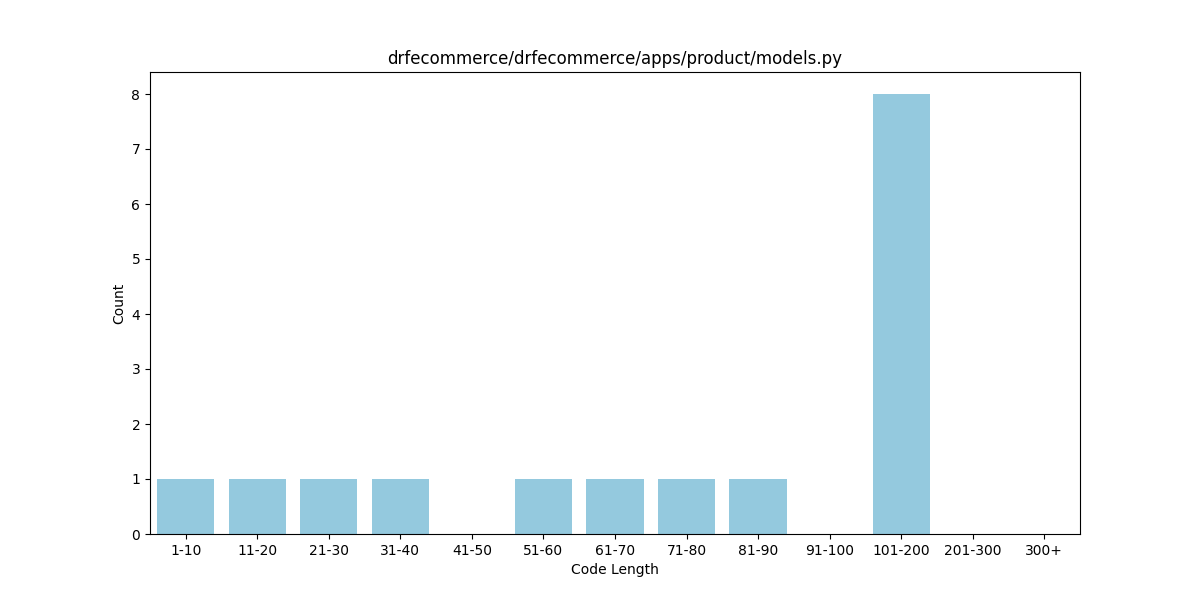 drfecommerce/drfecommerce/apps/product/models.py
8
7
6
5
4
3
2
1
0
Count
1-10 11-20 21-30 31-40 41-50 51-60 61-70 71-80 81-90 91-100 101-200 201-300 300+
Code Length